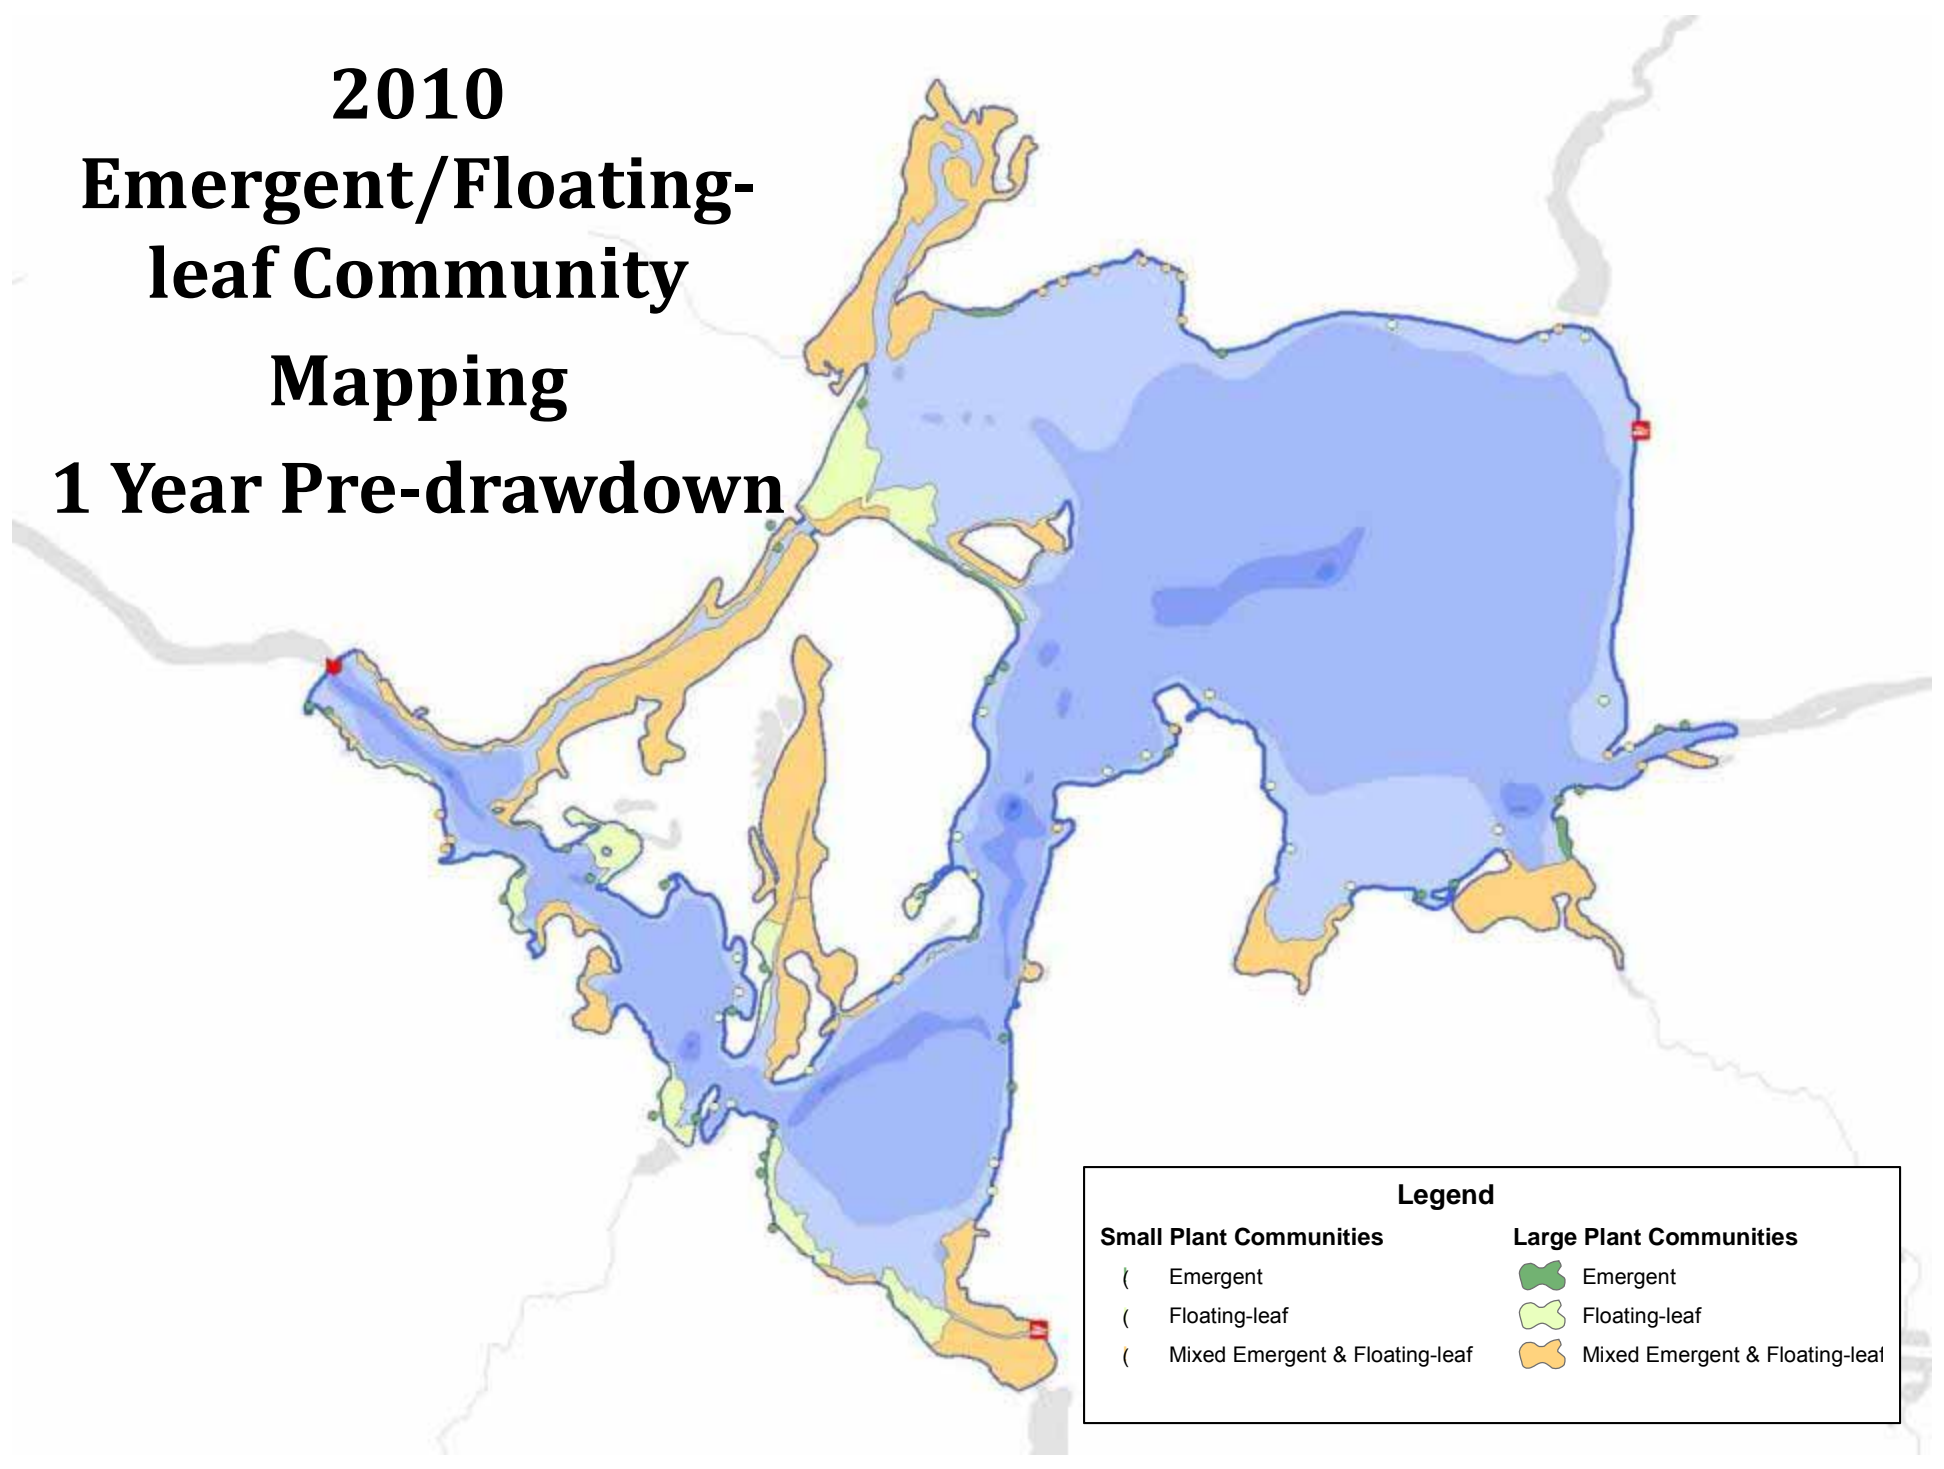 2010
Emergent/Floating-
leaf Community
Mapping
1 Year Pre-drawdown
Legend
Small Plant Communities
Large Plant Communities
Emergent
Emergent
Floating-leaf
Floating-leaf
Mixed Emergent & Floating-leaf
Mixed Emergent & Floating-leaf